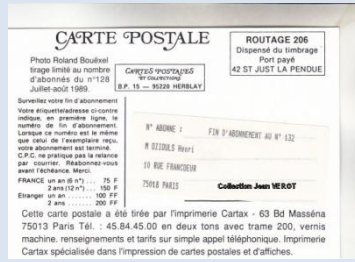 CARTE POSTALE
Photo Roland Bouëxel
tirage limité au nombre
d'abonnés du n°128
Juillet-août 1989.
CARTES POSTALES
ET COLLECTIONS
B.P. 15 — 95220 HERBLAY
ROUTAGE 206
Dispensé du timbrage
Port payé
42 ST JUST LA PENDUE
Surveillez votre fin d'abonnement
Votre étiquette/adresse ci-contre
indique, en première ligne, le
numéro de fin d'abonnement.
Lorsque ce numéro est le même
que celui de l'exemplaire reçu,
votre abonnement est terminé.
C.P.C. ne pratique pas la relance
par courrier. Réabonnez-vous
avant l'échéance. Merci.
FRANCE un an (6 n°) ... 75 F
2 ans (12 n°) ... 150 F
Etranger un an ........ 100 FF
2 ans ........ 200 FF
N° ABONNE : FIN D'ABONNEMENT AU N° 132
M DZIOULS Henri
10 RUE FRANCOEUR
75018 PARIS
Collection Jean VEROT
Cette carte postale a été tirée par l'imprimerie Cartax - 63 Bd Masséna
75013 Paris Tél. : 45.84.45.00 en deux tons avec trame 200, vernis
machine. renseignements et tarifs sur simple appel téléphonique. Imprimerie
Cartax spécialisée dans l'impression de cartes postales et d'affiches.